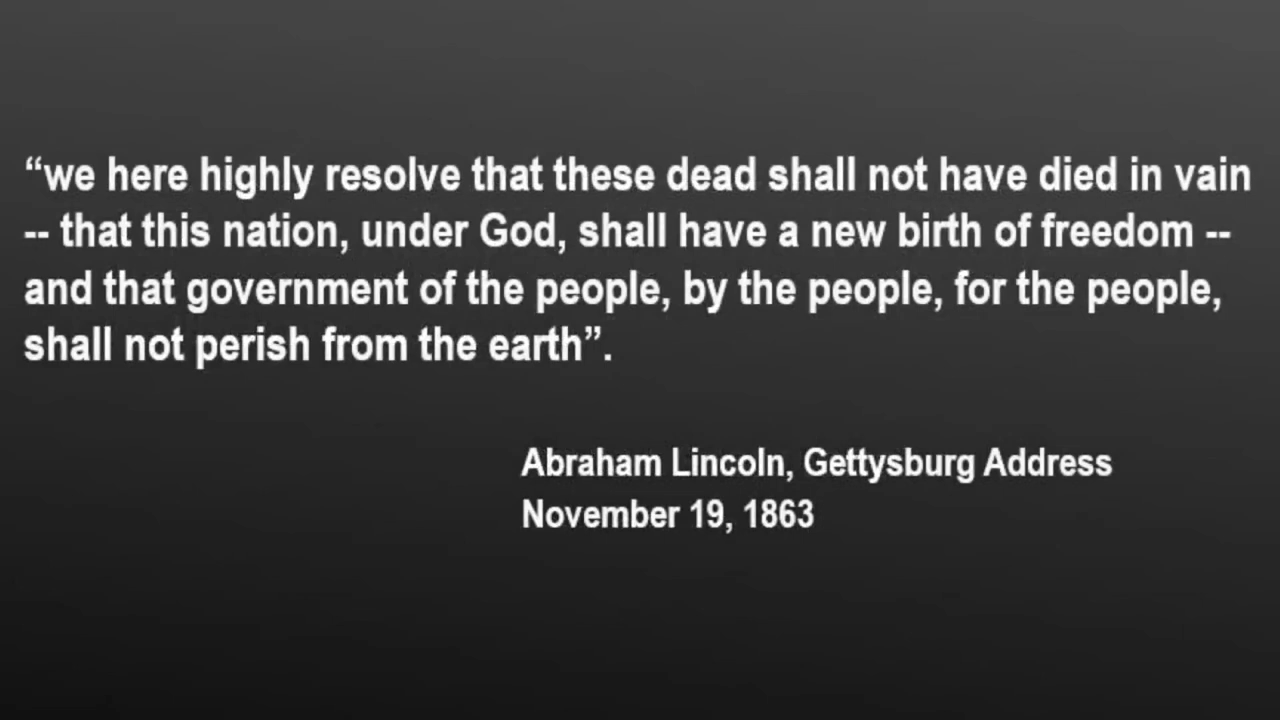 “we here highly resolve that these dead shall not have died in vain
-- that this nation, under God, shall have a new birth of freedom --
and that government of the people, by the people, for the people,
shall not perish from the earth”.
Abraham Lincoln, Gettysburg Address
November 19, 1863